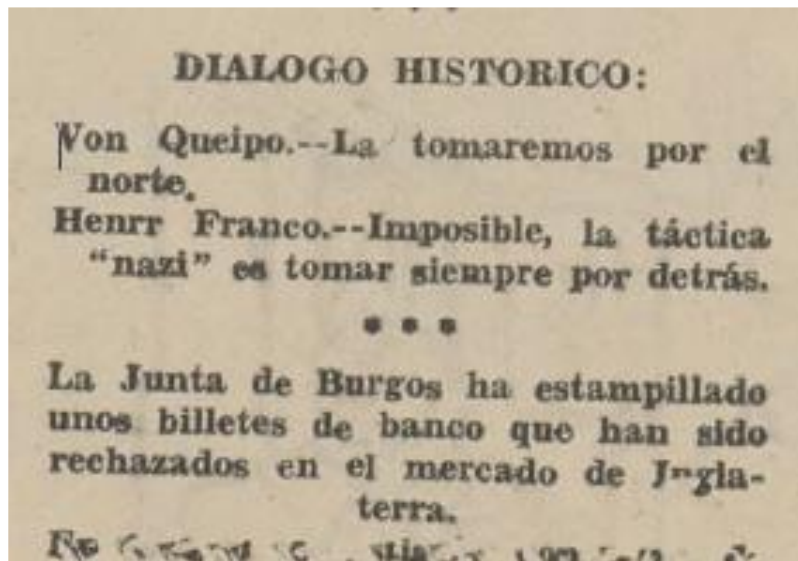 * * *
DIALOGO HISTORICO:
Von Queipo.--La tomaremos por el
norte.
Henrr Franco.--Imposible, la táctica
"nazi" es tomar siempre por detrás.
* * *
La Junta de Burgos ha estampillado
unos billetes de banco que han sido
rechazados en el mercado de Ingla-
terra.